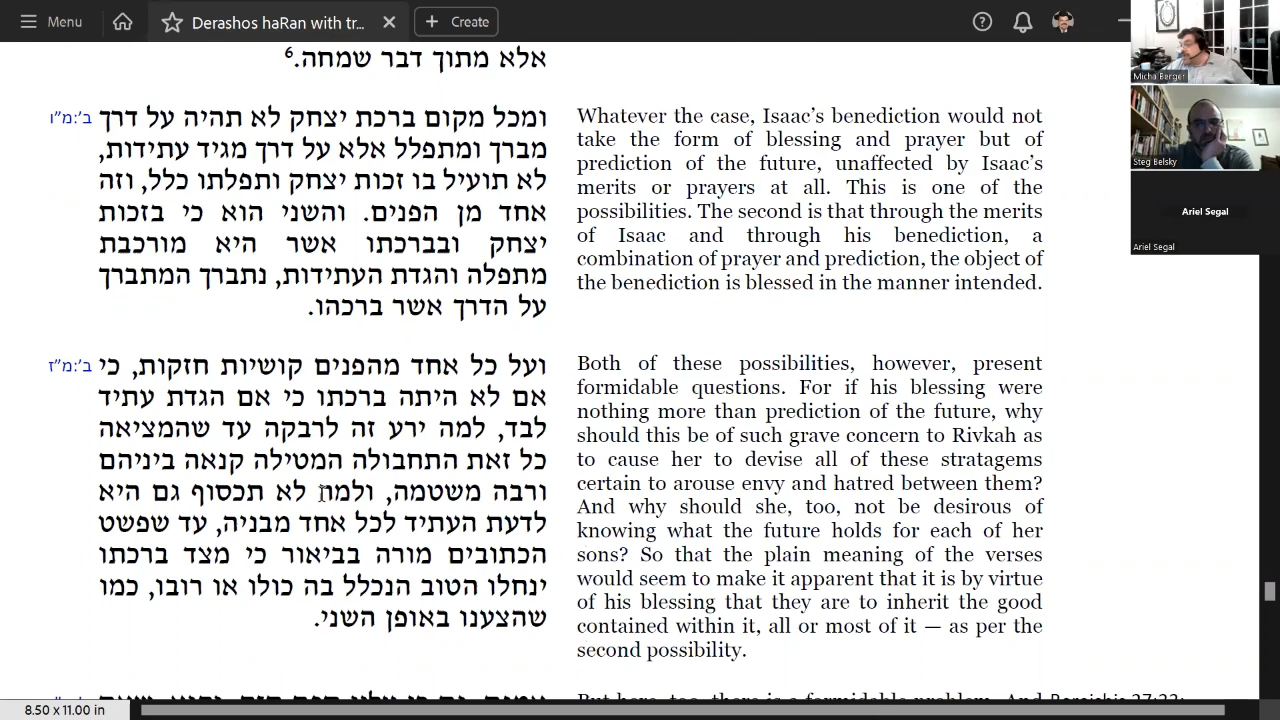 Menu
Derashos haRan with tr...
Create
Micha Berger
Steg Belsky
Ariel Segal
Ariel Segal
אלא מתוך דבר שמחה.⁶
ב':מ"ו
ומכל מקום ברכת יצחק לא תהיה על דרך
מברך ומתפלל אלא על דרך מגיד עתידות,
לא תועיל בו זכות יצחק ותפלתו כלל, וזה
אחד מן הפנים. והשני הוא כי בזכות
יצחק ובברכתו אשר היא מורכבת
מתפלה והגדת העתידות, נתברך המתברך
על הדרך אשר ברכהו.
Whatever the case, Isaac's benediction would not
take the form of blessing and prayer but of
prediction of the future, unaffected by Isaac's
merits or prayers at all. This is one of the
possibilities. The second is that through the merits
of Isaac and through his benediction, a
combination of prayer and prediction, the object of
the benediction is blessed in the manner intended.
ב':מ"ז
ועל כל אחד מהפנים קושיות חזקות, כי
אם לא היתה ברכתו כי אם הגדת עתיד
לבד, למה ירע זה לרבקה עד שהמציאה
כל זאת התחבולה המטילה קנאה ביניהם
ורבה משטמה, ולמה לא תכסוף גם היא
לדעת העתיד לכל אחד מבניה, עד שפשט
הכתובים מורה בביאור כי מצד ברכתו
ינחלו הטוב הנכלל בה כולו או רובו, כמו
שהצענו באופן השני.
Both of these possibilities, however, present
formidable questions. For if his blessing were
nothing more than prediction of the future, why
should this be of such grave concern to Rivkah as
to cause her to devise all of these stratagems
certain to arouse envy and hatred between them?
And why should she, too, not be desirous of
knowing what the future holds for each of her
sons? So that the plain meaning of the verses
would seem to make it apparent that it is by virtue
of his blessing that they are to inherit the good
contained within it, all or most of it — as per the
second possibility.
But here, too, there is a formidable problem. And
8.50 x 11.00 in